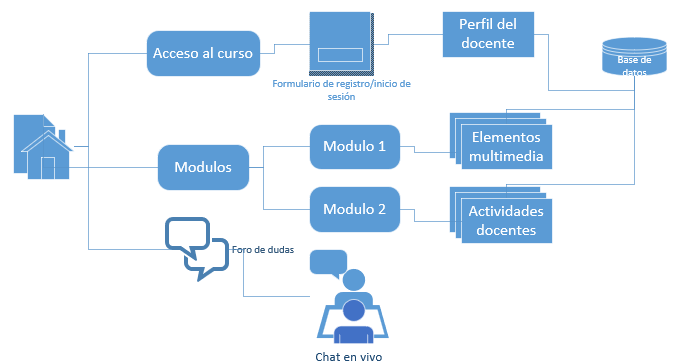 Acceso al curso
Formulario de registro/inicio de
sesión
Perfil del
docente
Base de
datos
Modulos
Modulo 1
Elementos
multimedia
Modulo 2
Actividades
docentes
Foro de dudas
Chat en vivo